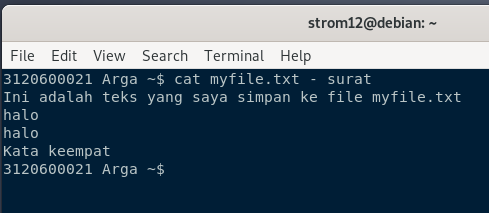 strom12@debian: ~
File Edit View Search Terminal Help
3120600021 Arga ~$ cat myfile.txt - surat
Ini adalah teks yang saya simpan ke file myfile.txt
halo
halo
Kata keempat
3120600021 Arga ~$